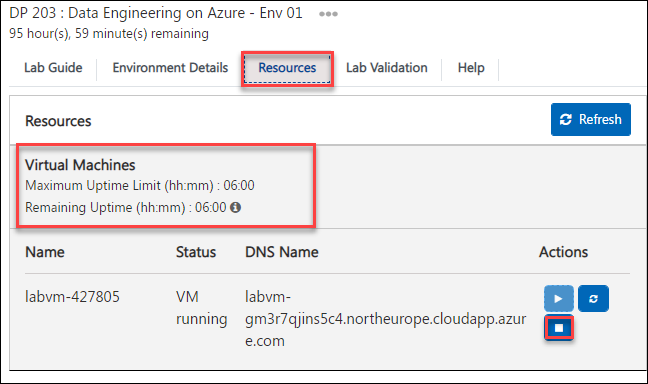 DP 203 : Data Engineering on Azure - Env 01
95 hour(s), 59 minute(s) remaining
Lab Guide Environment Details Resources Lab Validation Help
Resources Refresh
Virtual Machines
Maximum Uptime Limit (hh:mm) : 06:00
Remaining Uptime (hh:mm) : 06:00
Name Status DNS Name Actions
labvm-427805 VM labvm-
running gm3r7qjins5c4.northeurope.cloudapp.azur
e.com